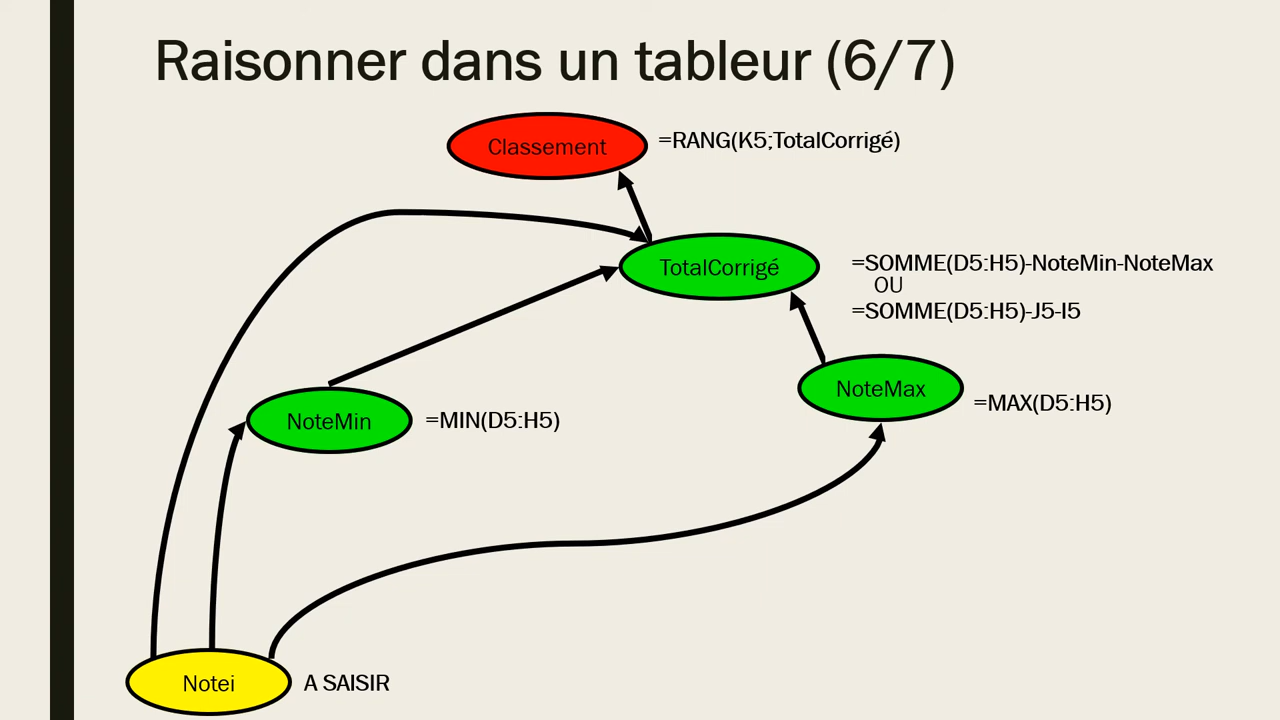 Raisonner dans un tableur (6/7)
Classement
=RANG(K5;TotalCorrigé)
TotalCorrigé
=SOMME(D5:H5)-NoteMin-NoteMax
OU
=SOMME(D5:H5)-J5-I5
NoteMax
=MAX(D5:H5)
NoteMin
=MIN(D5:H5)
Notei
A SAISIR